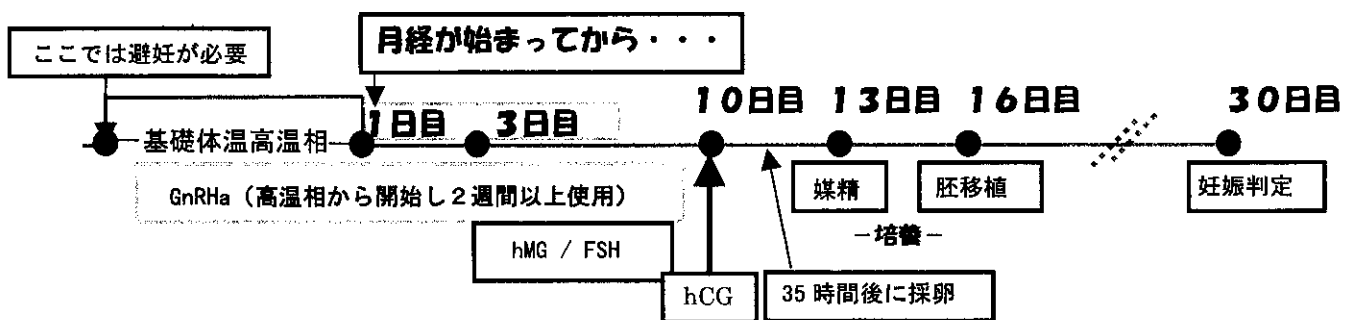 ここでは避妊が必要
月経が始まってから・・・
1日目
3日目
10日目
13日目
16日目
30日目
基礎体温高温相
GnRHa（高温相から開始し２週間以上使用）
媒精
胚移植
妊娠判定
－培養－
hMG / FSH
hCG
35時間後に採卵